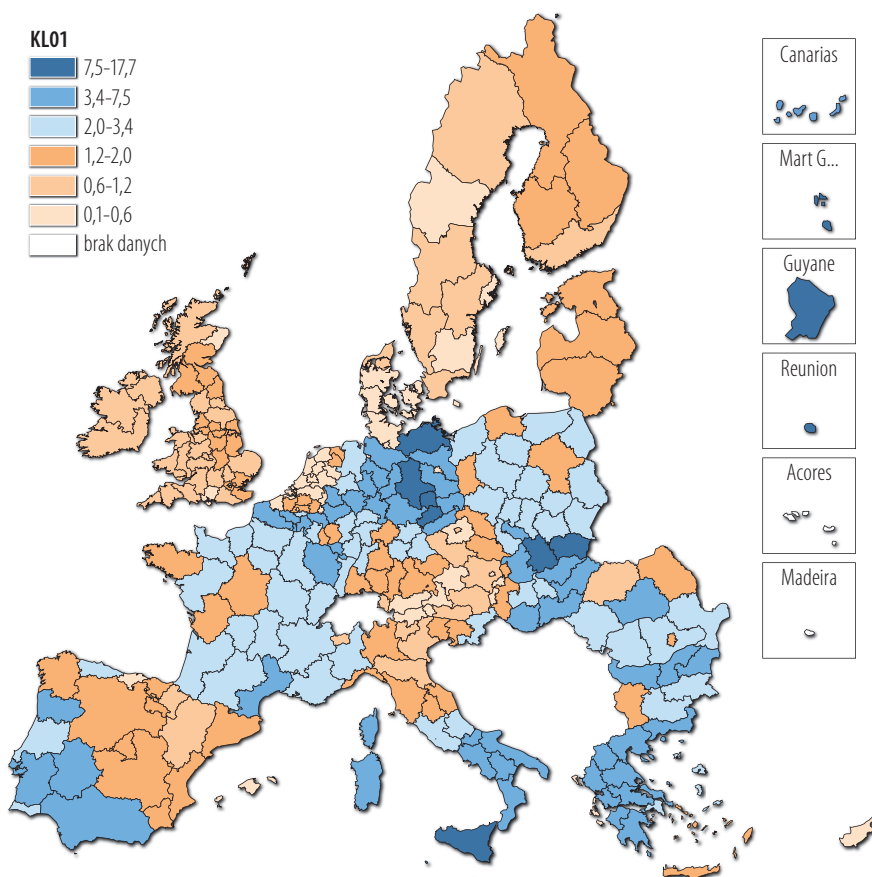 KL01
7,5–17,7
3,4–7,5
2,0–3,4
1,2–2,0
0,6–1,2
0,1–0,6
brak danych
Canarias
Mart G...
Guyane
Reunion
Acores
Madeira